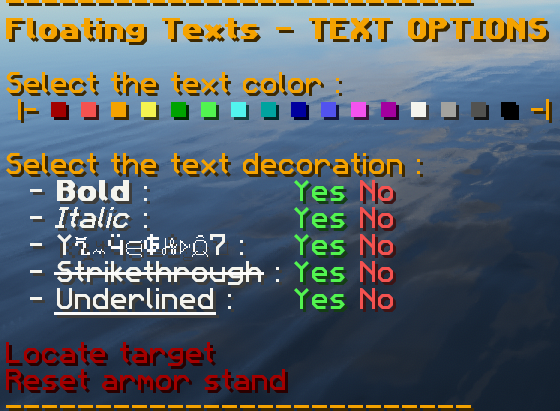 Floating Texts - TEXT OPTIONS
Select the text color :
|- ■ ■ ■ ■ ■ ■ ■ ■ ■ ■ ■ ■ ■ ■ ■ ■ -|
Select the text decoration :
- Bold : Yes No
- Italic : Yes No
- : Yes No
- Strikethrough : Yes No
- Underlined : Yes No
Locate target
Reset armor stand